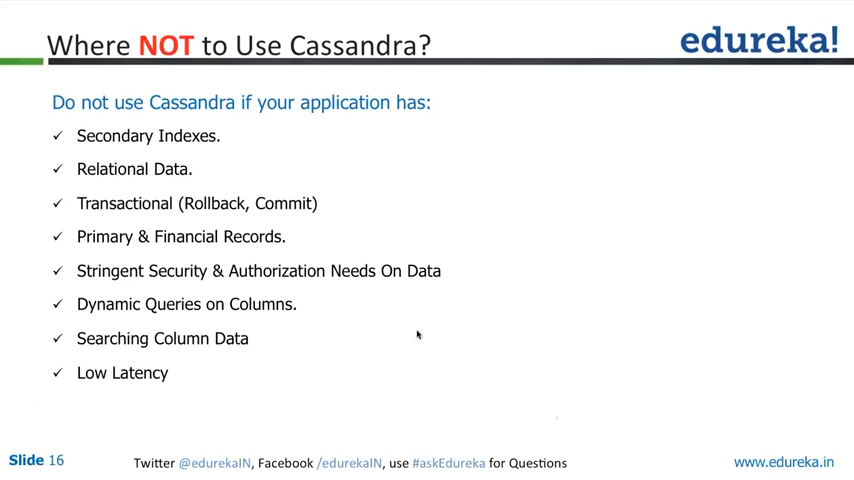 Where NOT to Use Cassandra?
edureka!
Do not use Cassandra if your application has:
✓ Secondary Indexes.
✓ Relational Data.
✓ Transactional (Rollback, Commit)
✓ Primary & Financial Records.
✓ Stringent Security & Authorization Needs On Data
✓ Dynamic Queries on Columns.
✓ Searching Column Data
✓ Low Latency
Slide 16
Twitter @edurekaIN, Facebook /edurekaIN, use #askEdureka for Questions
www.edureka.in